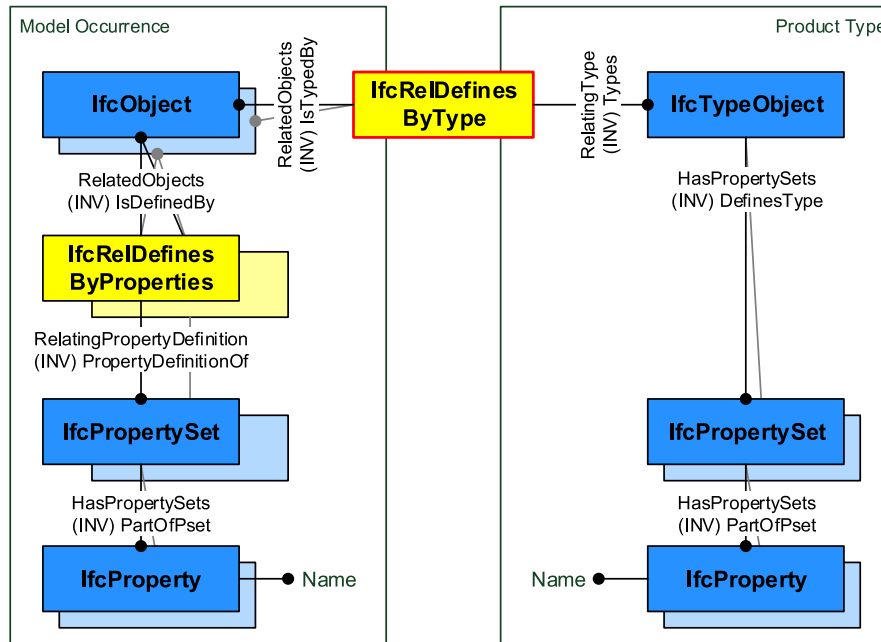 Model Occurrence
Product Type
IfcObject
RelatedObjects
(INV) IsTypedBy
IfcRelDefines
ByType
RelatingType
(INV) Types
IfcTypeObject
RelatedObjects
(INV) IsDefinedBy
HasPropertySets
(INV) DefinesType
IfcRelDefines
ByProperties
RelatingPropertyDefinition
(INV) PropertyDefinitionOf
IfcPropertySet
IfcPropertySet
HasPropertySets
(INV) PartOfPset
HasPropertySets
(INV) PartOfPset
IfcProperty
Name
Name
IfcProperty